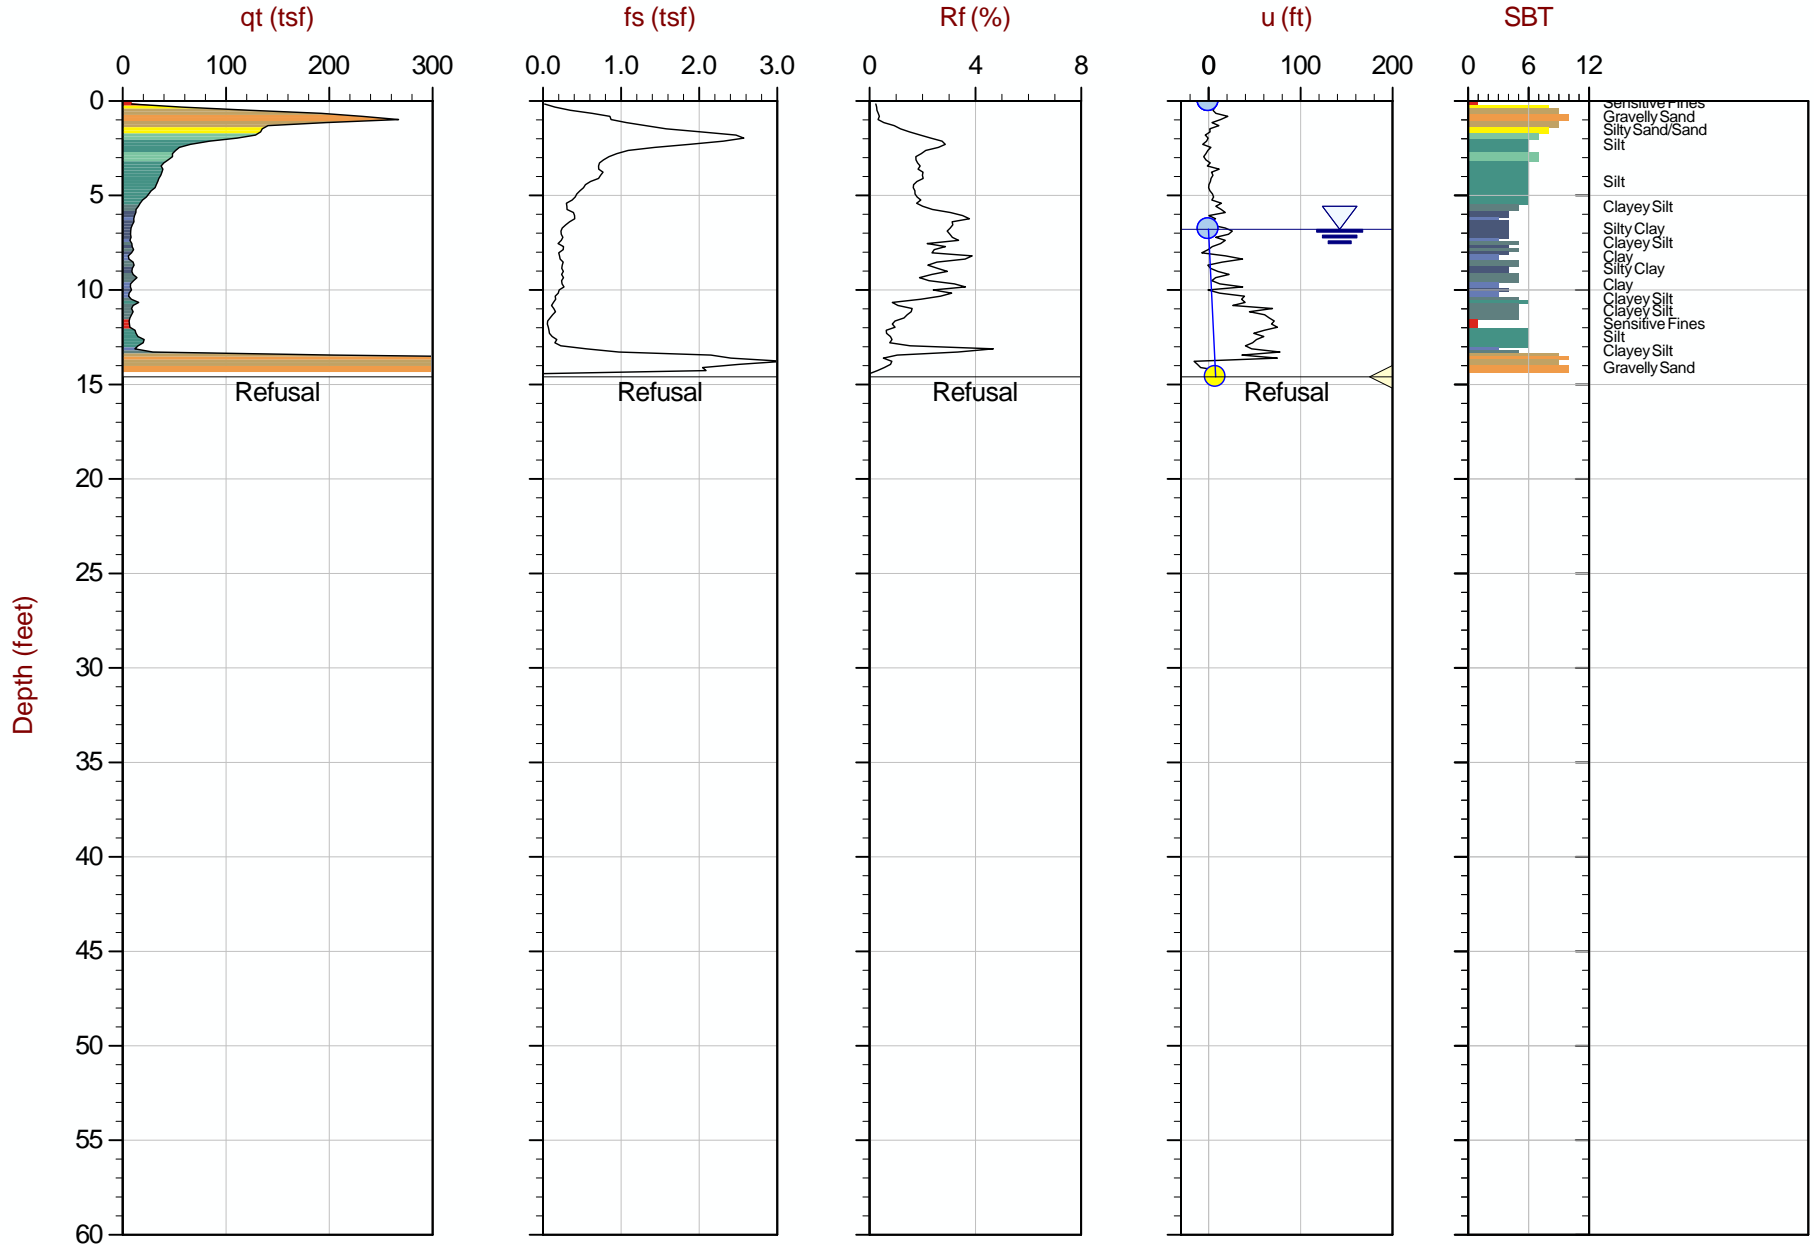 qt (tsf) fs (tsf) Rf (%) u (ft) SBT
0 100 200 300 0.0 1.0 2.0 3.0 0 4 8 0 100 200 0 6 12
0
5
10
15
20
25
30
35
40
45
50
55
60
Depth (feet)
Refusal Refusal Refusal Refusal
Sensitive Fines
Gravelly Sand
Silty Sand/Sand
Silt
Silt
Clayey Silt
Silty Clay
Clayey Silt
Clay
Silty Clay
Clay
Clayey Silt
Clayey Silt
Sensitive Fines
Silt
Clayey Silt
Gravelly Sand